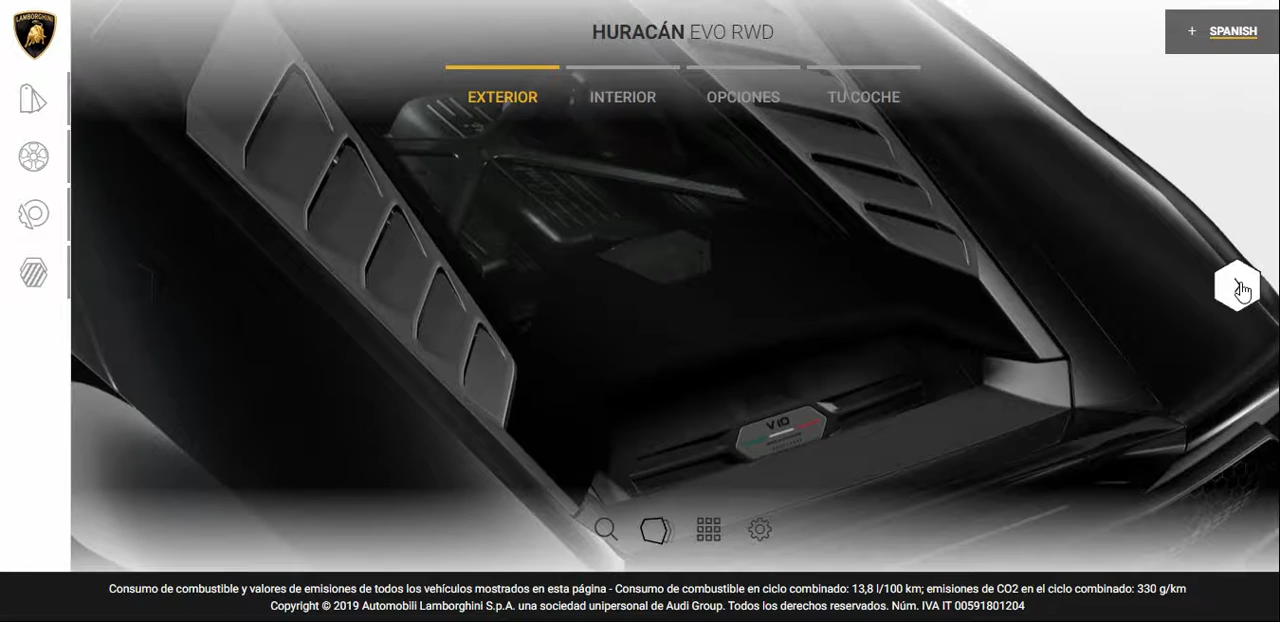 LAMBORGHINI
HURACÁN EVO RWD
+ SPANISH
EXTERIOR
INTERIOR
OPCIONES
TU COCHE
V10
Consumo de combustible y valores de emisiones de todos los vehículos mostrados en esta página - Consumo de combustible en ciclo combinado: 13,8 l/100 km; emisiones de CO2 en el ciclo combinado: 330 g/km
Copyright © 2019 Automobili Lamborghini S.p.A. una sociedad unipersonal de Audi Group. Todos los derechos reservados. Núm. IVA IT 00591801204